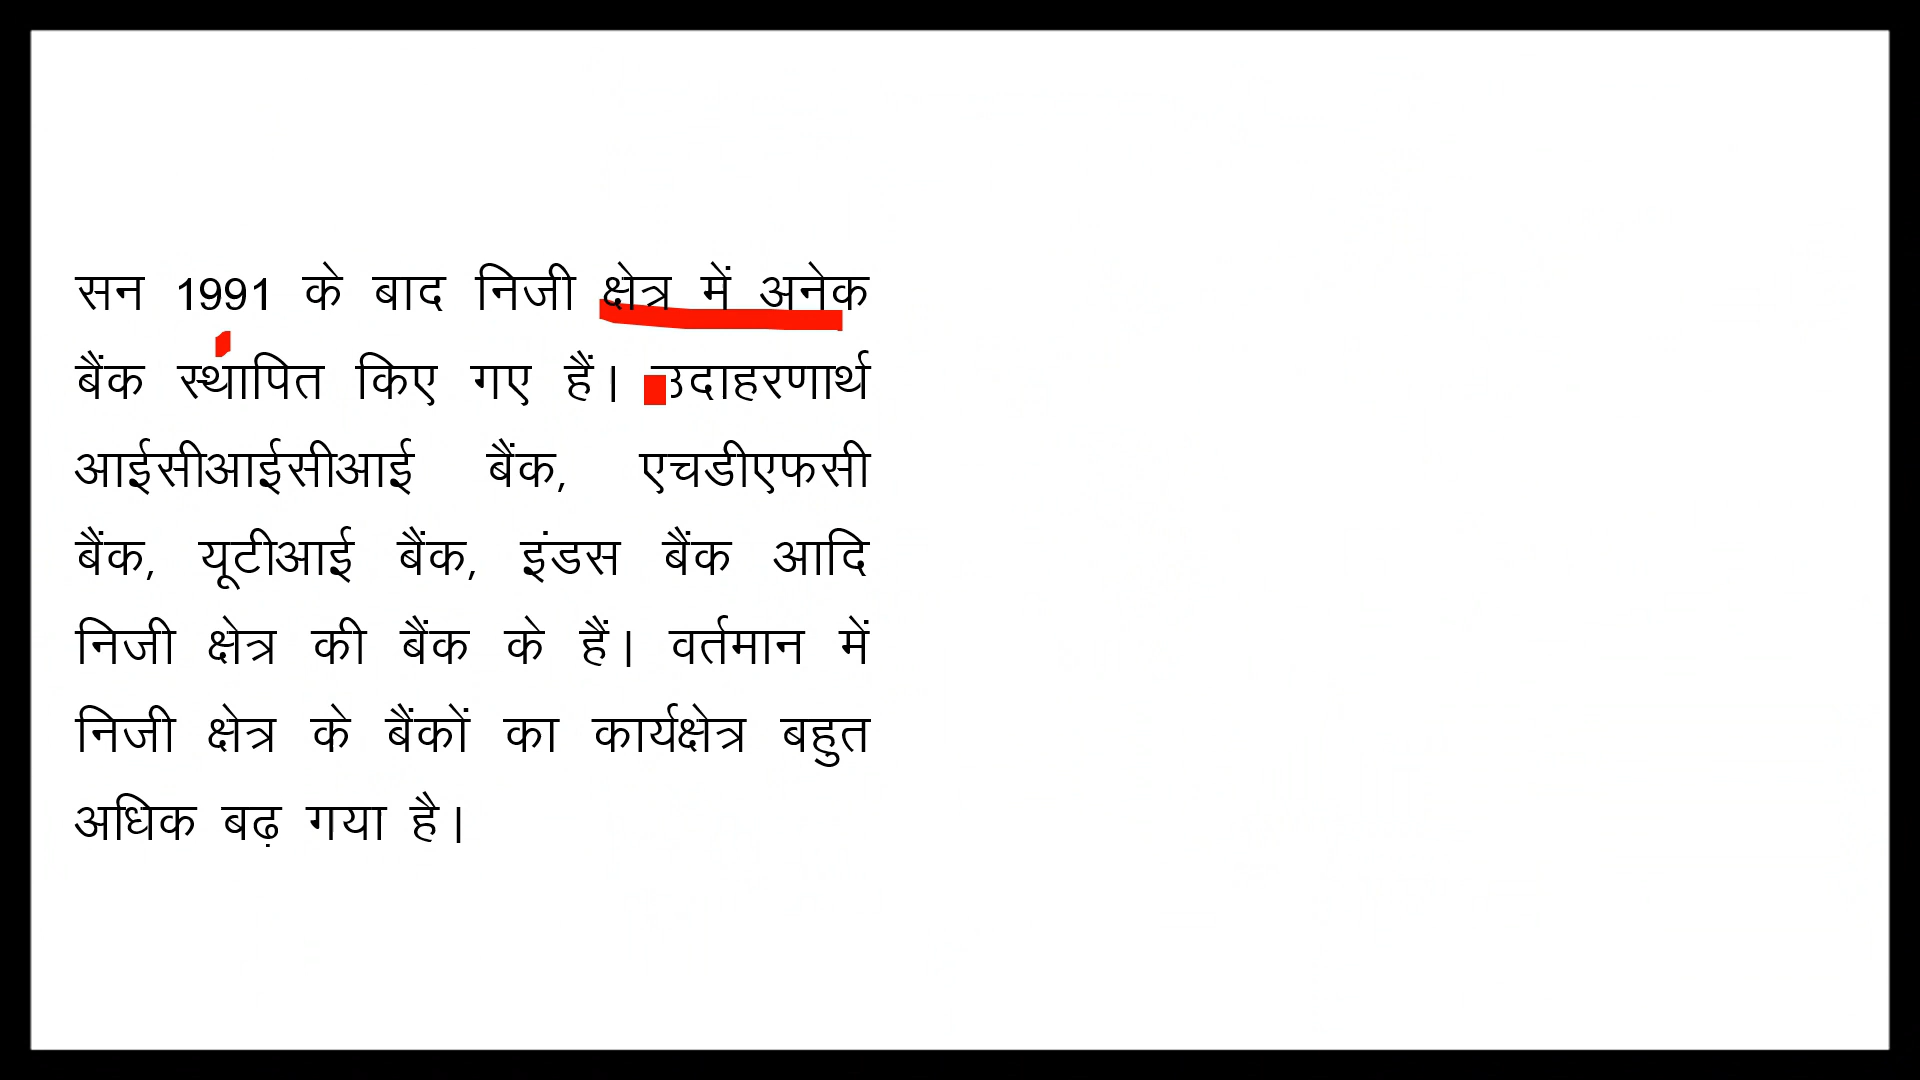 सन 1991 के बाद निजी क्षेत्र में अनेक
बैंक स्थापित किए गए हैं। उदाहरणार्थ
आईसीआईसीआई बैंक, एचडीएफसी
बैंक, यूटीआई बैंक, इंडस बैंक आदि
निजी क्षेत्र की बैंक के हैं। वर्तमान में
निजी क्षेत्र के बैंकों का कार्यक्षेत्र बहुत
अधिक बढ़ गया है।